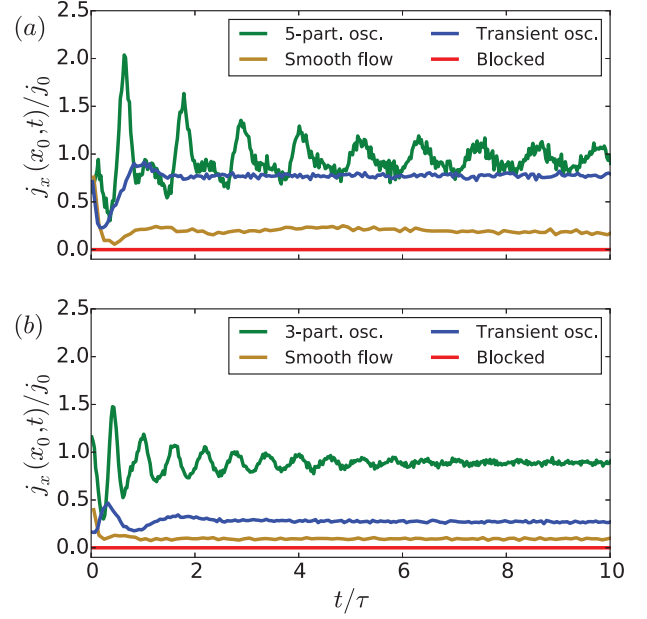 (a)
5-part. osc.
Transient osc.
Smooth flow
Blocked
j_x(x_0,t)/j_0
2.5
2.0
1.5
1.0
0.5
0.0
(b)
3-part. osc.
Transient osc.
Smooth flow
Blocked
j_x(x_0,t)/j_0
2.5
2.0
1.5
1.0
0.5
0.0
0 2 4 6 8 10
t/τ